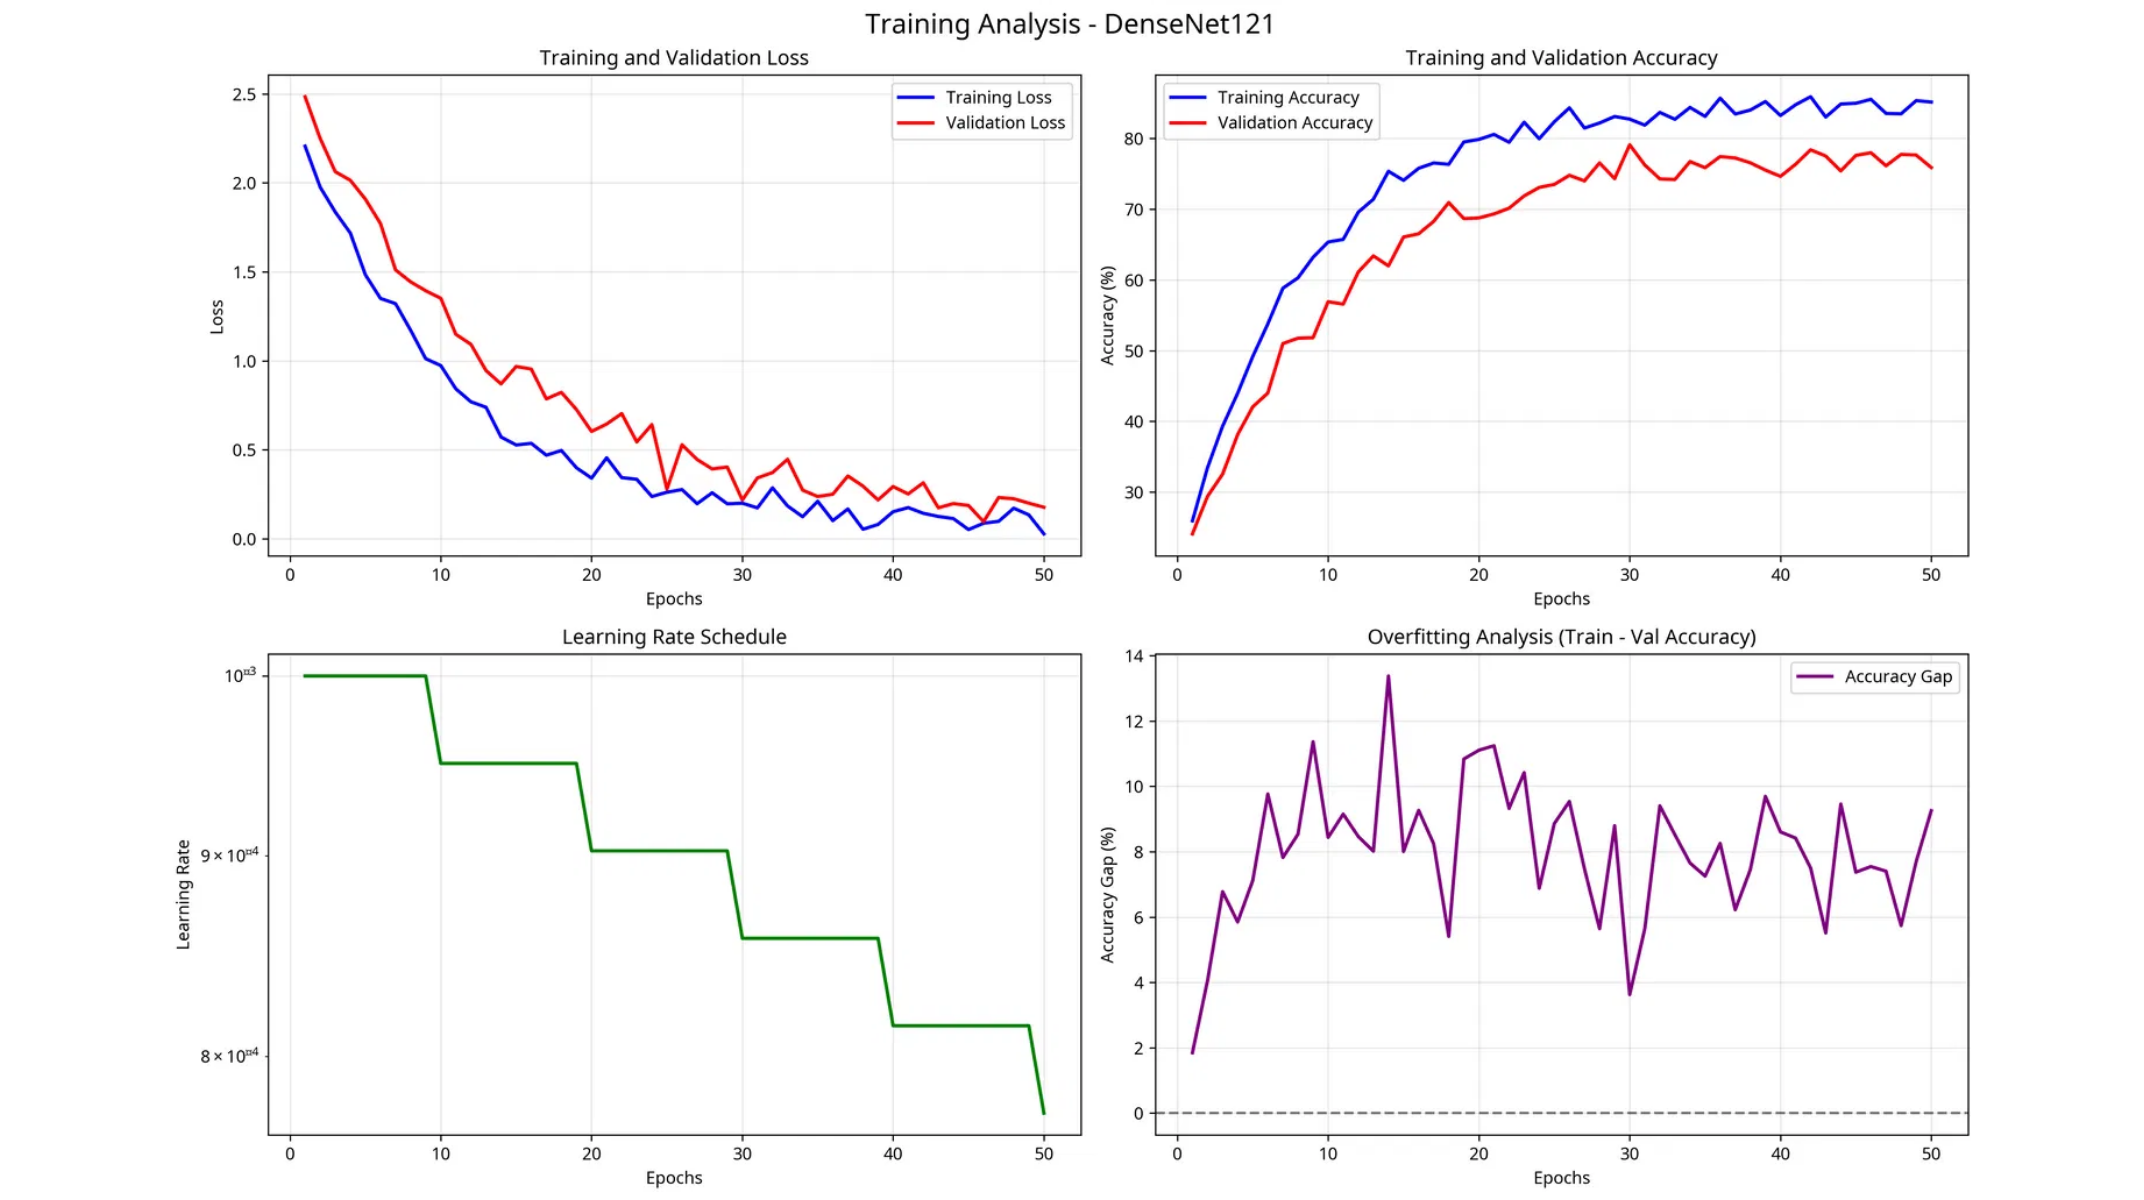 Training Analysis - DenseNet121
Training and Validation Loss
Training Loss
Validation Loss
2.5
2.0
1.5
1.0
0.5
0.0
Loss
0 10 20 30 40 50
Epochs
Training and Validation Accuracy
Training Accuracy
Validation Accuracy
80
70
60
50
40
30
Accuracy (%)
0 10 20 30 40 50
Epochs
Learning Rate Schedule
10¤3
9 × 10¤4
8 × 10¤4
Learning Rate
0 10 20 30 40 50
Epochs
Overfitting Analysis (Train - Val Accuracy)
Accuracy Gap
14
12
10
8
6
4
2
0
Accuracy Gap (%)
0 10 20 30 40 50
Epochs